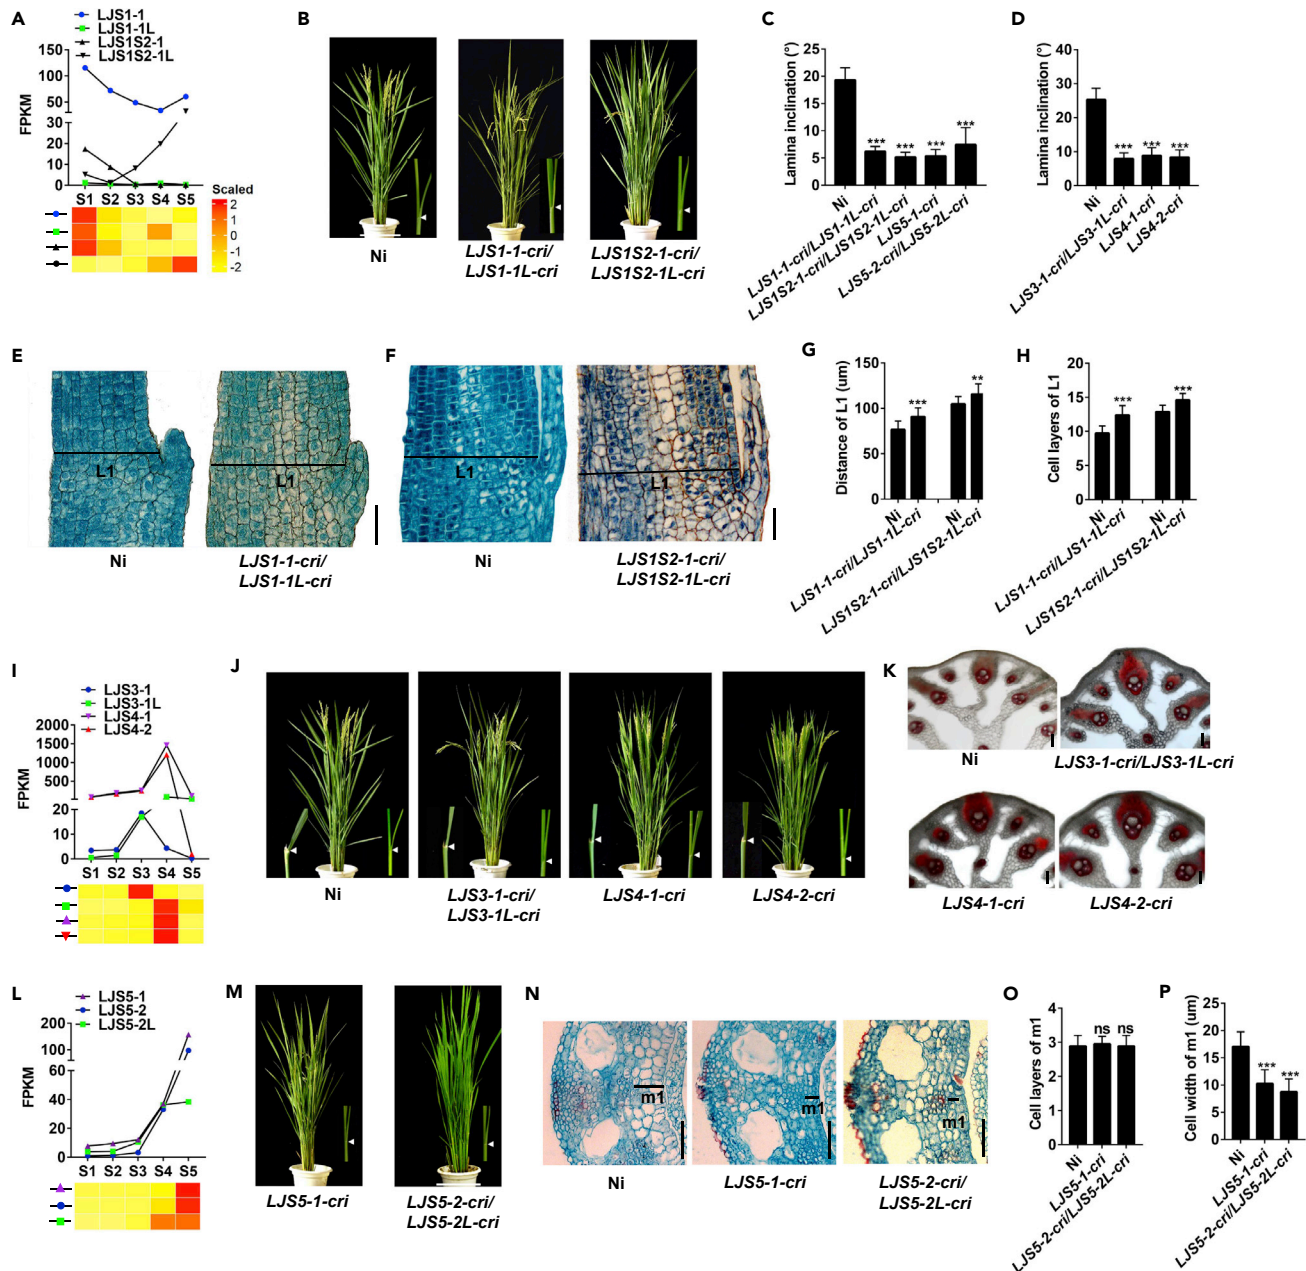 A
LJS1-1
LJS1-1L
LJS1S2-1
LJS1S2-1L
FPKM
150
100
50
30
20
10
0
S1 S2 S3 S4 S5
Scaled
2
1
0
-1
-2
B
Ni
LJS1-1-cri/
LJS1-1L-cri
LJS1S2-1-cri/
LJS1S2-1L-cri
C
Lamina inclination (°)
25
20
15
10
5
0
***
***
***
***
Ni
LJS1-1-cri/LJS1-1L-cri
LJS1S2-1-cri/LJS1S2-1L-cri
LJS5-1-cri
LJS5-2-cri/LJS5-2L-cri
D
Lamina inclination (°)
40
30
20
10
0
***
***
***
Ni
LJS3-1-cri/LJS3-1L-cri
LJS4-1-cri
LJS4-2-cri
E
L1
L1
Ni
LJS1-1-cri/
LJS1-1L-cri
F
L1
L1
Ni
LJS1S2-1-cri/
LJS1S2-1L-cri
G
Distance of L1 (um)
150
100
50
0
***
**
Ni
LJS1-1-cri/LJS1-1L-cri
Ni
LJS1S2-1-cri/LJS1S2-1L-cri
H
Cell layers of L1
20
15
10
5
0
***
***
Ni
LJS1-1-cri/LJS1-1L-cri
Ni
LJS1S2-1-cri/LJS1S2-1L-cri
I
LJS3-1
LJS3-1L
LJS4-1
LJS4-2
FPKM
2000
1500
1000
500
20
10
0
S1 S2 S3 S4 S5
J
Ni
LJS3-1-cri/
LJS3-1L-cri
LJS4-1-cri
LJS4-2-cri
K
Ni
LJS3-1-cri/LJS3-1L-cri
LJS4-1-cri
LJS4-2-cri
L
LJS5-1
LJS5-2
LJS5-2L
FPKM
200
100
60
40
20
0
S1 S2 S3 S4 S5
M
LJS5-1-cri
LJS5-2-cri/
LJS5-2L-cri
N
m1
m1
m1
Ni
LJS5-1-cri
LJS5-2-cri/
LJS5-2L-cri
O
Cell layers of m1
4
3
2
1
0
ns
ns
Ni
LJS5-1-cri
LJS5-2-cri/LJS5-2L-cri
P
Cell width of m1 (um)
25
20
15
10
5
0
***
***
Ni
LJS5-1-cri
LJS5-2-cri/LJS5-2L-cri